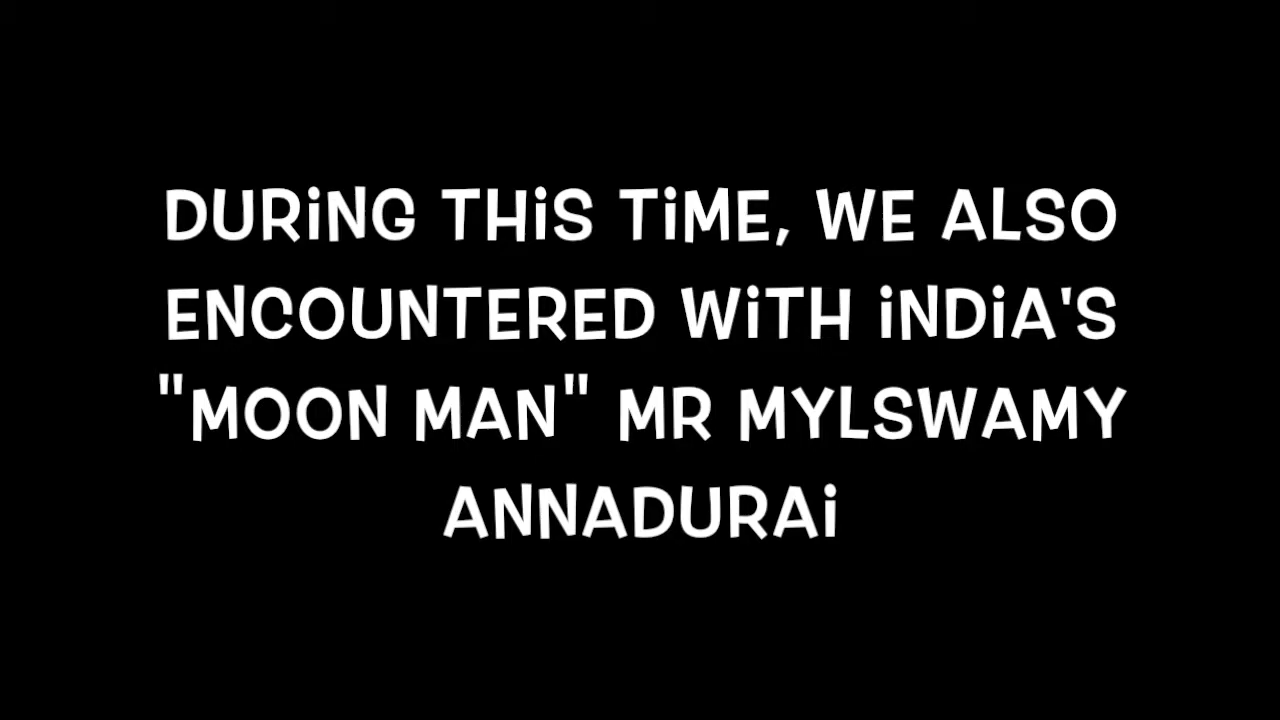 DURiNG THiS TiME, WE ALSO
ENCOUNTERED WiTH iNDiA'S
"MOON MAN" MR MYLSWAMY
ANNADURAi